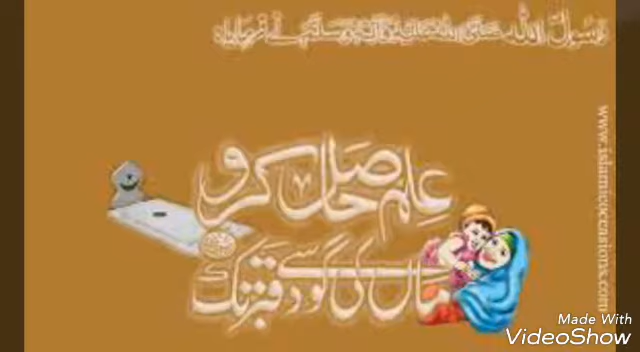 رسول اللہ صلی اللہ علیہ وآلہ وسلم نے فرمایا
علم حاصل کرو
ماں کی گود سے قبر تک
www.islamicoccasions.com
Made With
VideoShow